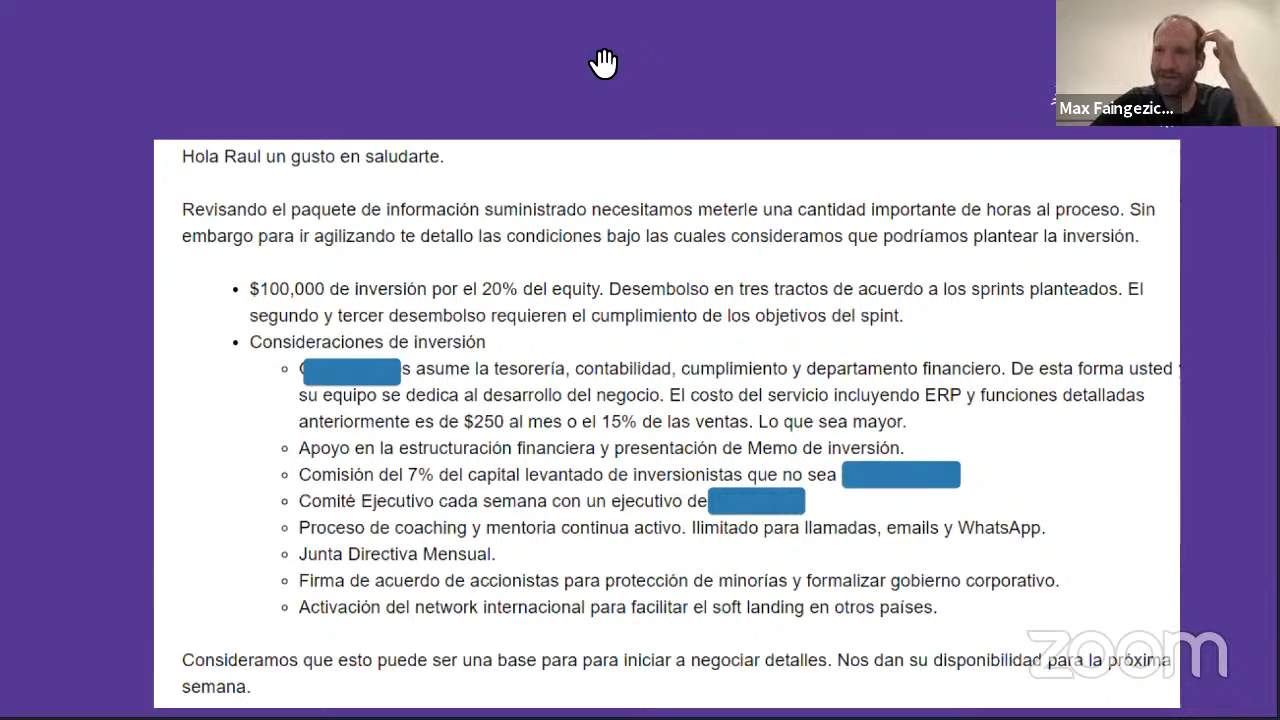 Max Faingezic...
Hola Raul un gusto en saludarte.
Revisando el paquete de información suministrado necesitamos meterle una cantidad importante de horas al proceso. Sin
embargo para ir agilizando te detallo las condiciones bajo las cuales consideramos que podríamos plantear la inversión.
• $100,000 de inversión por el 20% del equity. Desembolso en tres tractos de acuerdo a los sprints planteados. El
segundo y tercer desembolso requieren el cumplimiento de los objetivos del spint.
• Consideraciones de inversión
s asume la tesorería, contabilidad, cumplimiento y departamento financiero. De esta forma usted y
su equipo se dedica al desarrollo del negocio. El costo del servicio incluyendo ERP y funciones detalladas
anteriormente es de $250 al mes o el 15% de las ventas. Lo que sea mayor.
Apoyo en la estructuración financiera y presentación de Memo de inversión.
Comisión del 7% del capital levantado de inversionistas que no sea
Comité Ejecutivo cada semana con un ejecutivo de
Proceso de coaching y mentoria continua activo. Ilimitado para llamadas, emails y WhatsApp.
Junta Directiva Mensual.
Firma de acuerdo de accionistas para protección de minorías y formalizar gobierno corporativo.
Activación del network internacional para facilitar el soft landing en otros países.
Consideramos que esto puede ser una base para para iniciar a negociar detalles. Nos dan su disponibilidad para la próxima
semana.
zoom